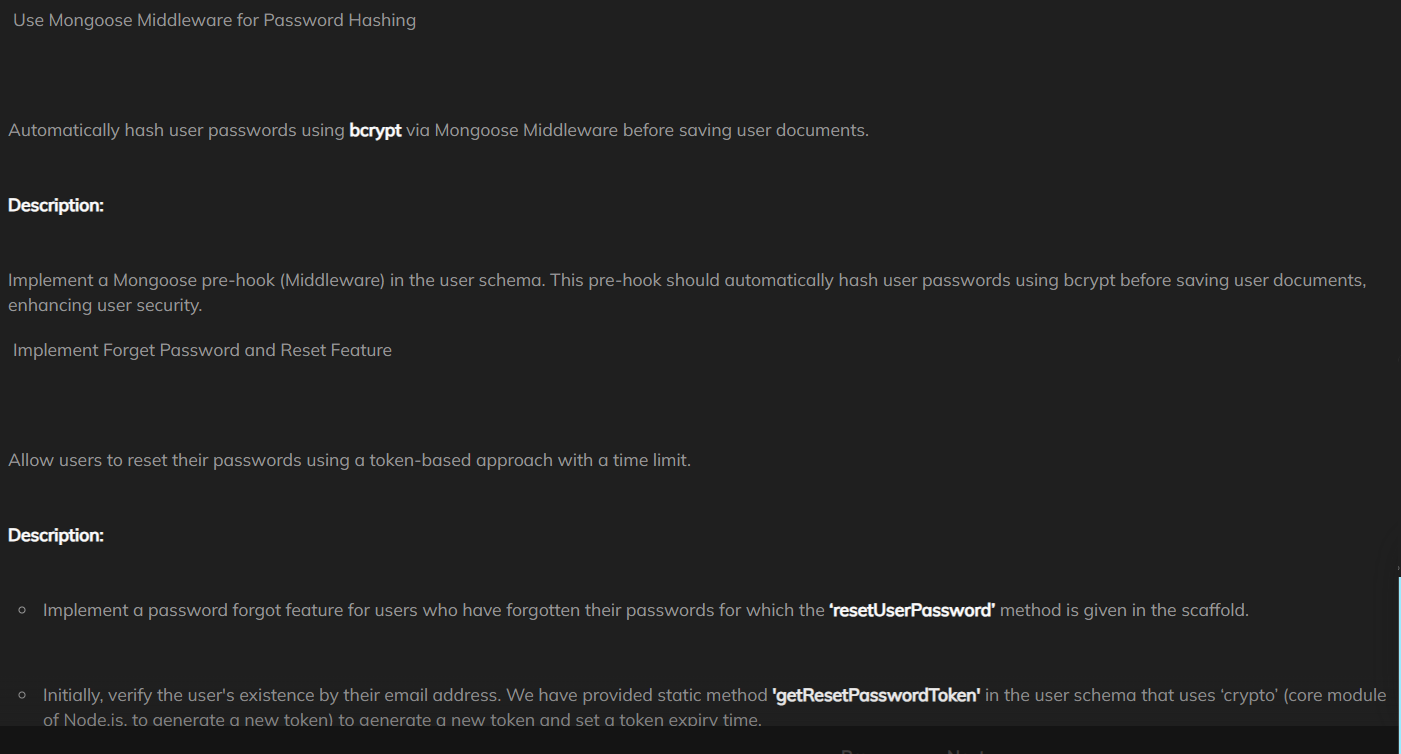 Use Mongoose Middleware for Password Hashing
Automatically hash user passwords using bcrypt via Mongoose Middleware before saving user documents.
Description:
Implement a Mongoose pre-hook (Middleware) in the user schema. This pre-hook should automatically hash user passwords using bcrypt before saving user documents,
enhancing user security.
Implement Forget Password and Reset Feature
Allow users to reset their passwords using a token-based approach with a time limit.
Description:
Implement a password forgot feature for users who have forgotten their passwords for which the ‘resetUserPassword’ method is given in the scaffold.
Initially, verify the user's existence by their email address. We have provided static method 'getResetPasswordToken' in the user schema that uses ‘crypto’ (core module
of Node.js, to generate a new token) to generate a new token and set a token expiry time.